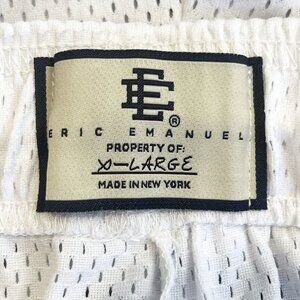 EE®
ERIC EMANUEL
PROPERTY OF:
X-LARGE
MADE IN NEW YORK